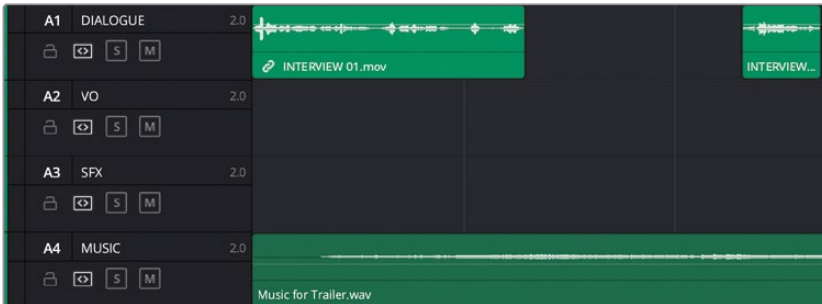 A1 DIALOGUE 2.0
S M
INTERVIEW 01.mov INTERVIEW...
A2 VO 2.0
S M
A3 SFX 2.0
S M
A4 MUSIC 2.0
S M
Music for Trailer.wav